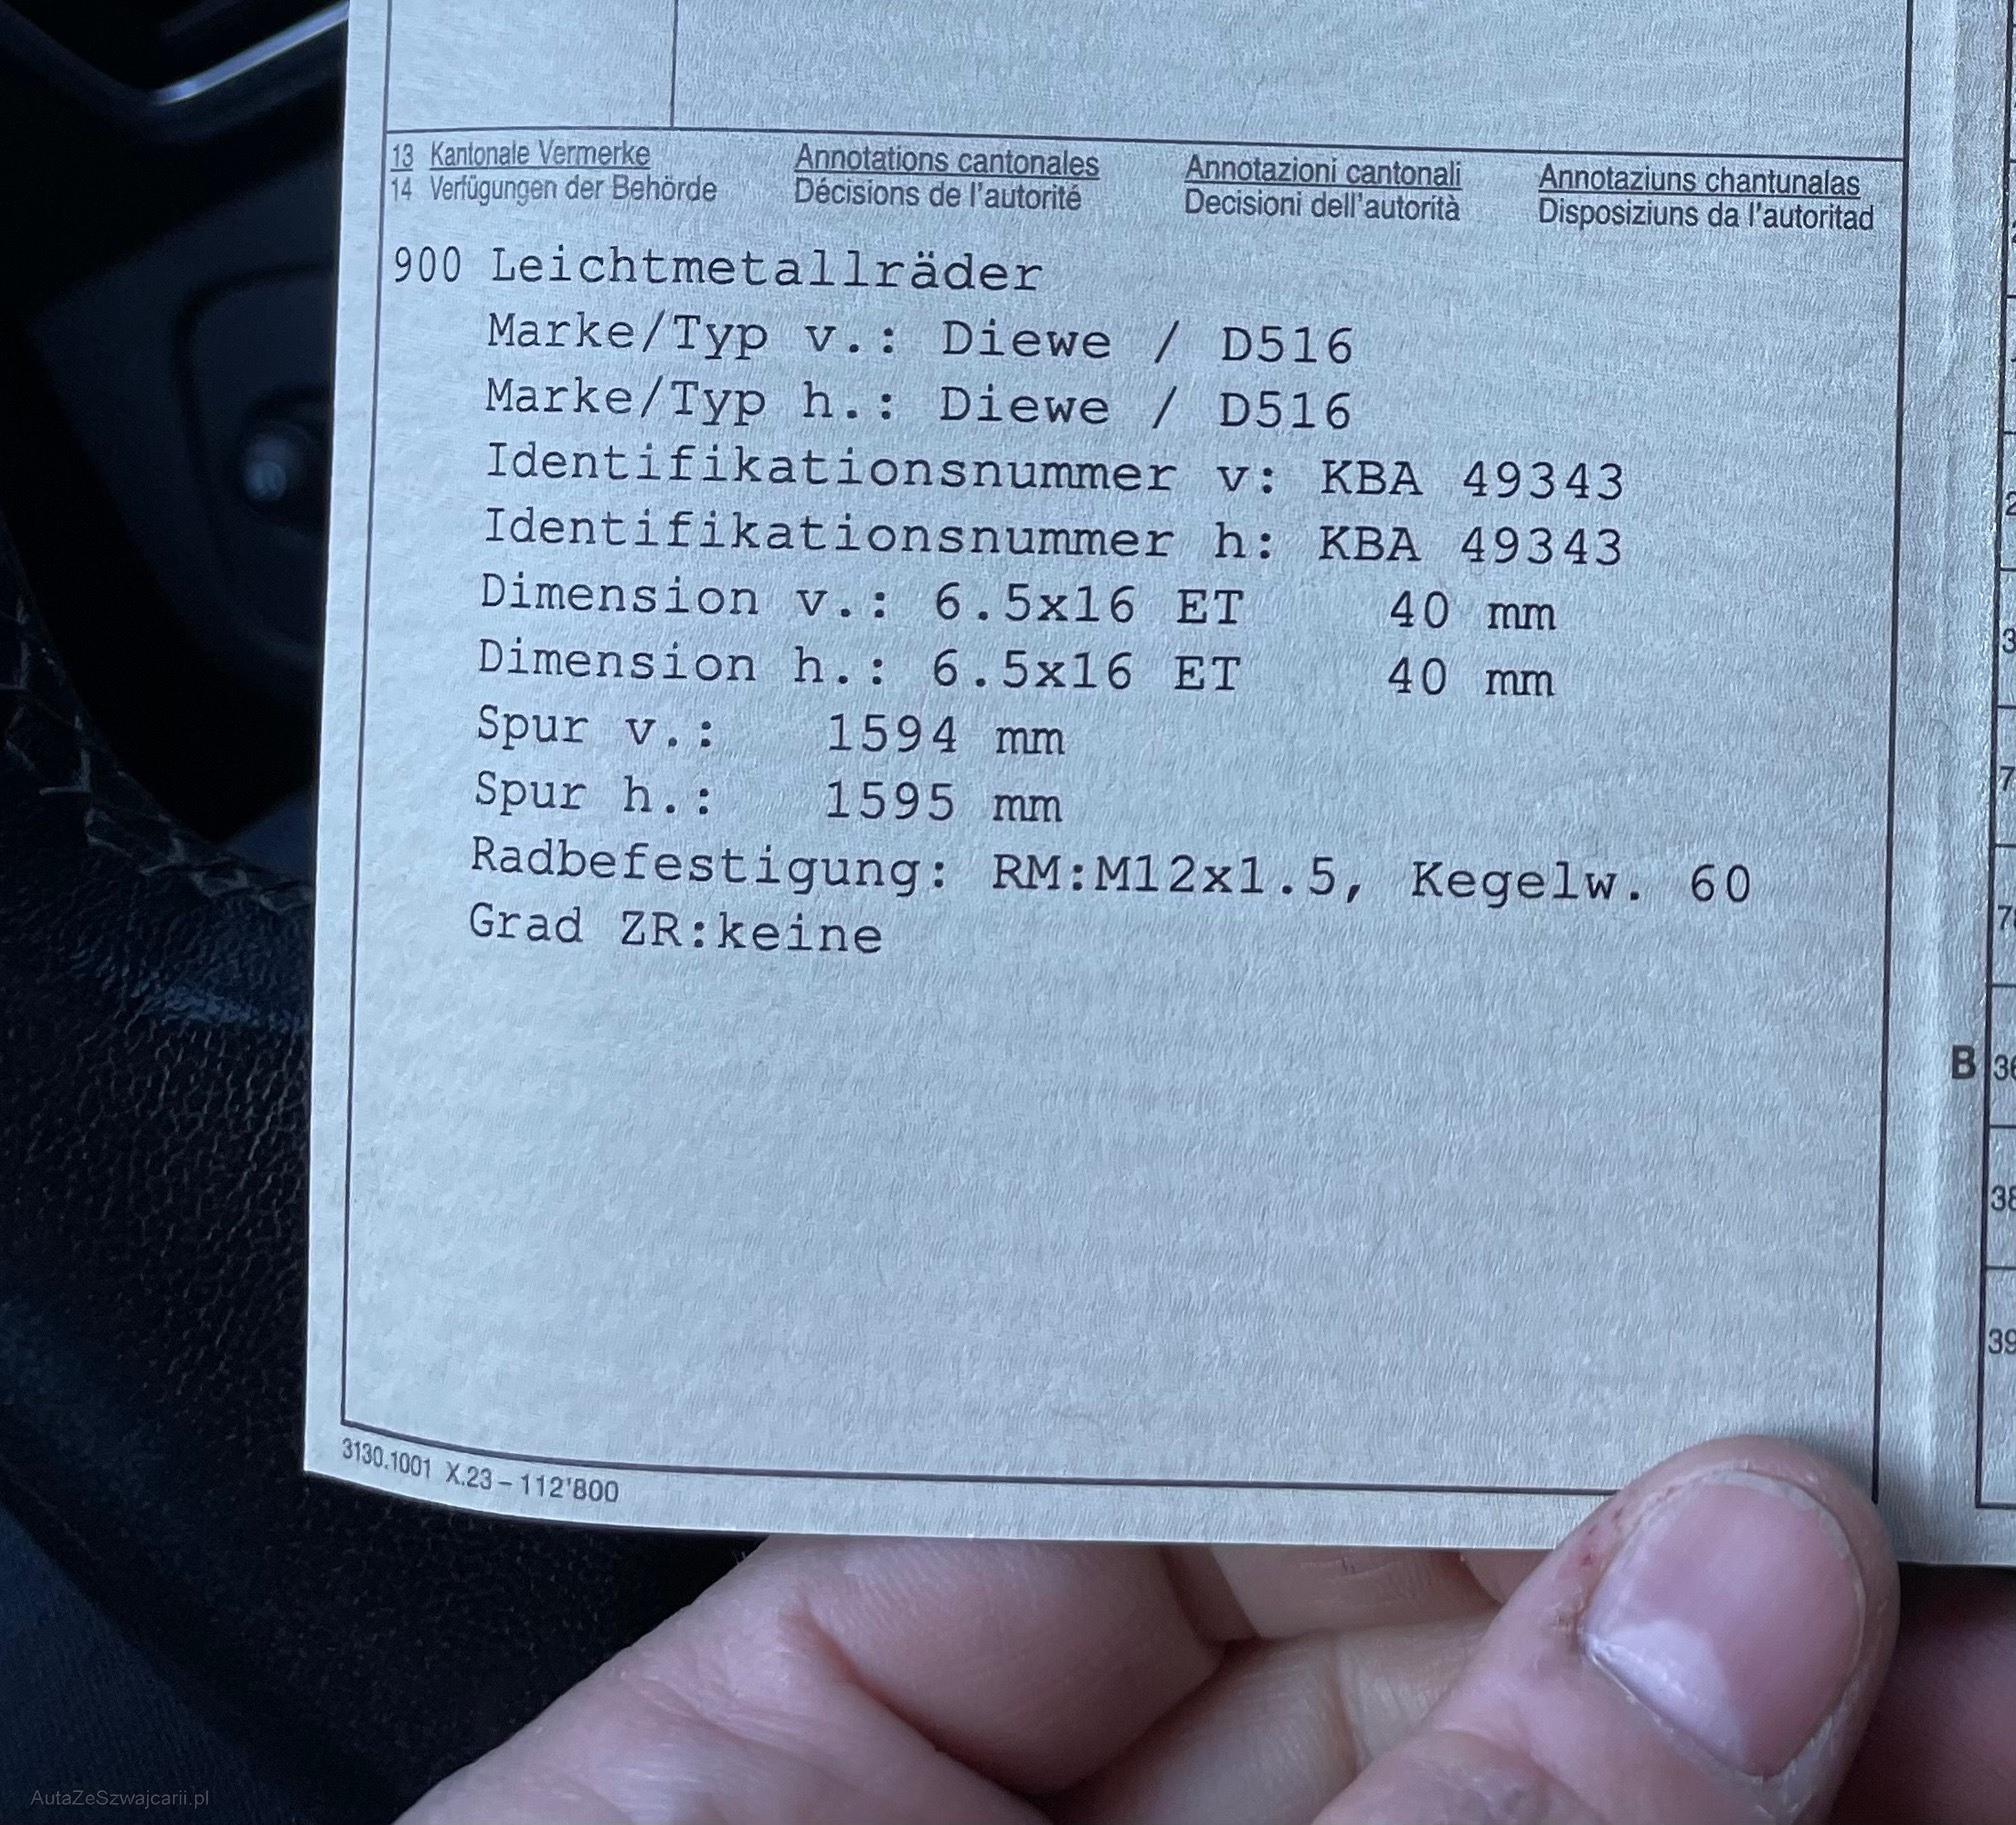 13 Kantonale Vermerke Annotations cantonales Annotazioni cantonali Annotaziuns chantunalas
14 Verfügungen der Behörde Décisions de l'autorité Decisioni dell'autorità Disposiziuns da l'autoritad
900 Leichtmetallräder
Marke/Typ v.: Diewe / D516
Marke/Typ h.: Diewe / D516
Identifikationsnummer v: KBA 49343
Identifikationsnummer h: KBA 49343
Dimension v.: 6.5x16 ET 40 mm
Dimension h.: 6.5x16 ET 40 mm
Spur v.: 1594 mm
Spur h.: 1595 mm
Radbefestigung: RM:M12x1.5, Kegelw. 60
Grad ZR:keine
3130.1001 X.23 – 112'800
B
AutaZeSzwajcarii.pl